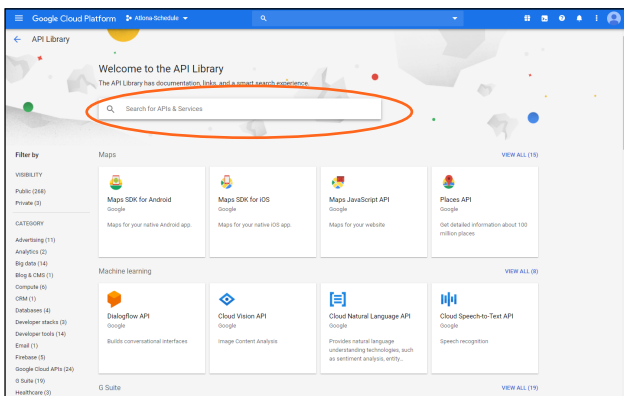 Google Cloud Platform
Atlona-Schedule
API Library
Welcome to the API Library
The API Library has documentation, links, and a smart search experience.
Search for APIs & Services
Filter by
VISIBILITY
Public (268)
Private (3)
CATEGORY
Advertising (11)
Analytics (2)
Big data (14)
Blog & CMS (1)
Compute (6)
CRM (1)
Databases (4)
Developer stacks (3)
Developer tools (14)
Email (1)
Firebase (5)
Google Cloud APIs (24)
G Suite (19)
Healthcare (3)
Maps
VIEW ALL (15)
Maps SDK for Android
Google
Maps for your native Android app.
Maps SDK for iOS
Google
Maps for your native iOS app.
Maps JavaScript API
Google
Maps for your website
Places API
Google
Get detailed information about 100
million places
Machine learning
VIEW ALL (8)
Dialogflow API
Google
Builds conversational interfaces
Cloud Vision API
Google
Image Content Analysis
Cloud Natural Language API
Google
Provides natural language
understanding technologies, such
as sentiment analysis, entity...
Cloud Speech-to-Text API
Google
Speech recognition
G Suite
VIEW ALL (19)